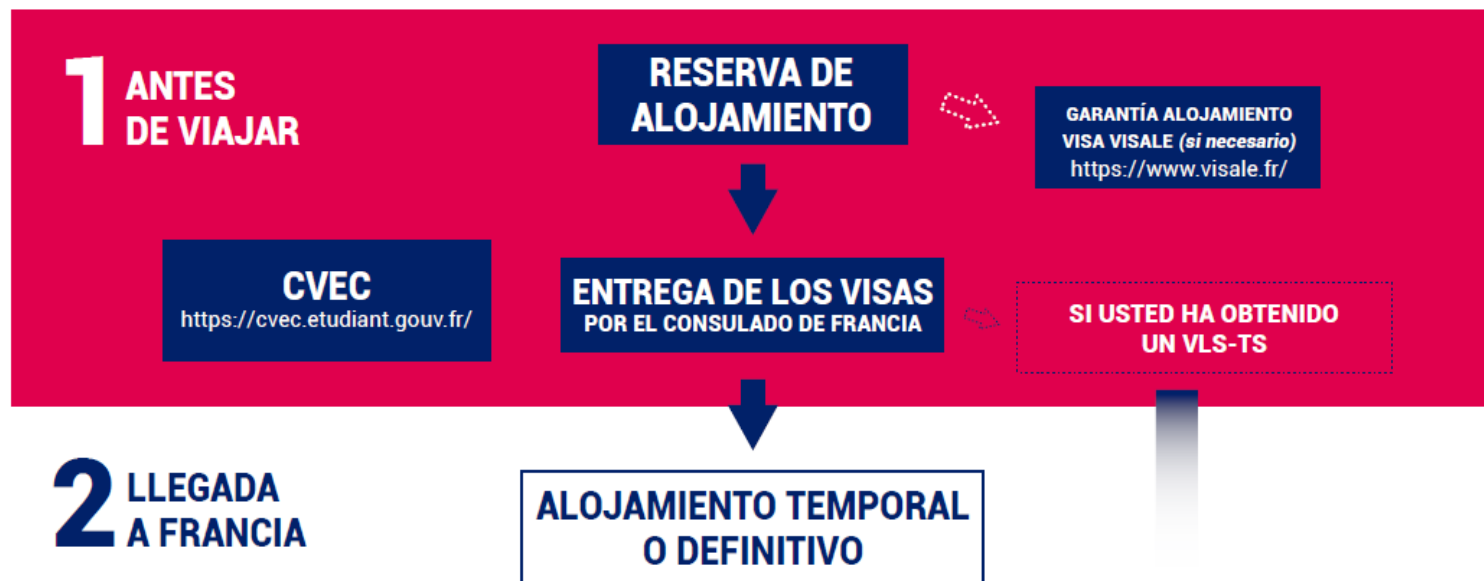 1 ANTES
DE VIAJAR
RESERVA DE
ALOJAMIENTO
GARANTÍA ALOJAMIENTO
VISA VISALE (si necesario)
https://www.visale.fr/
CVEC
https://cvec.etudiant.gouv.fr/
ENTREGA DE LOS VISAS
POR EL CONSULADO DE FRANCIA
SI USTED HA OBTENIDO
UN VLS-TS
2 LLEGADA
A FRANCIA
ALOJAMIENTO TEMPORAL
O DEFINITIVO